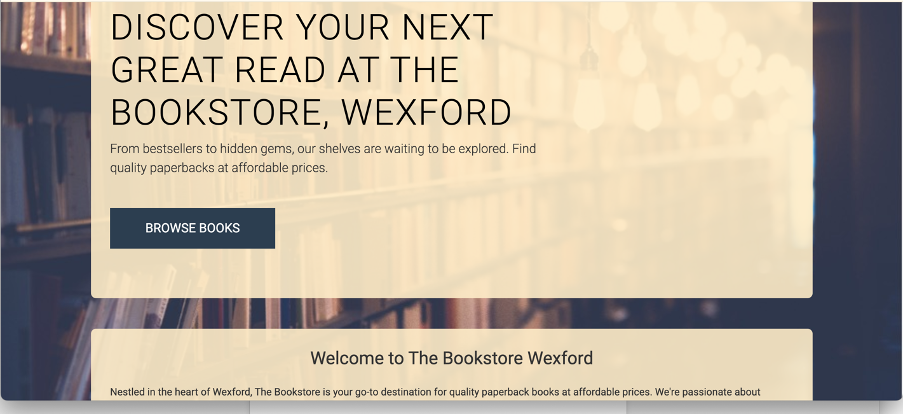 DISCOVER YOUR NEXT
GREAT READ AT THE
BOOKSTORE, WEXFORD
From bestsellers to hidden gems, our shelves are waiting to be explored. Find
quality paperbacks at affordable prices.
BROWSE BOOKS
Welcome to The Bookstore Wexford
Nestled in the heart of Wexford, The Bookstore is your go-to destination for quality paperback books at affordable prices. We're passionate about